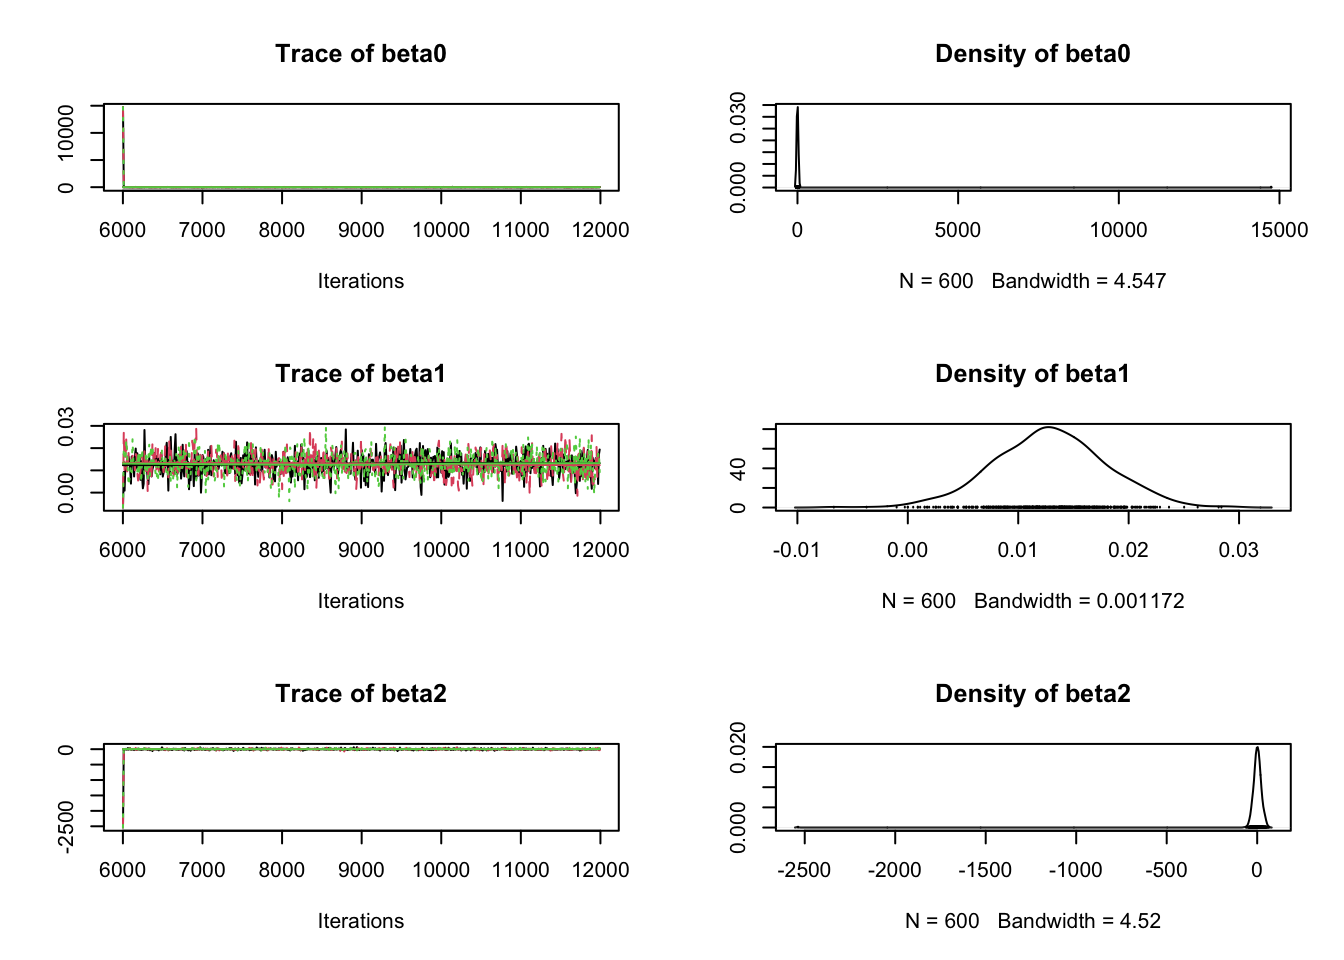 Trace of beta0
0 10000
6000 7000 8000 9000 10000 11000 12000
Iterations
Density of beta0
0.000 0.030
0 5000 10000 15000
N = 600 Bandwidth = 4.547
Trace of beta1
0.00 0.03
6000 7000 8000 9000 10000 11000 12000
Iterations
Density of beta1
0 40
-0.01 0.00 0.01 0.02 0.03
N = 600 Bandwidth = 0.001172
Trace of beta2
-2500 0
6000 7000 8000 9000 10000 11000 12000
Iterations
Density of beta2
0.000 0.020
-2500 -2000 -1500 -1000 -500 0
N = 600 Bandwidth = 4.52